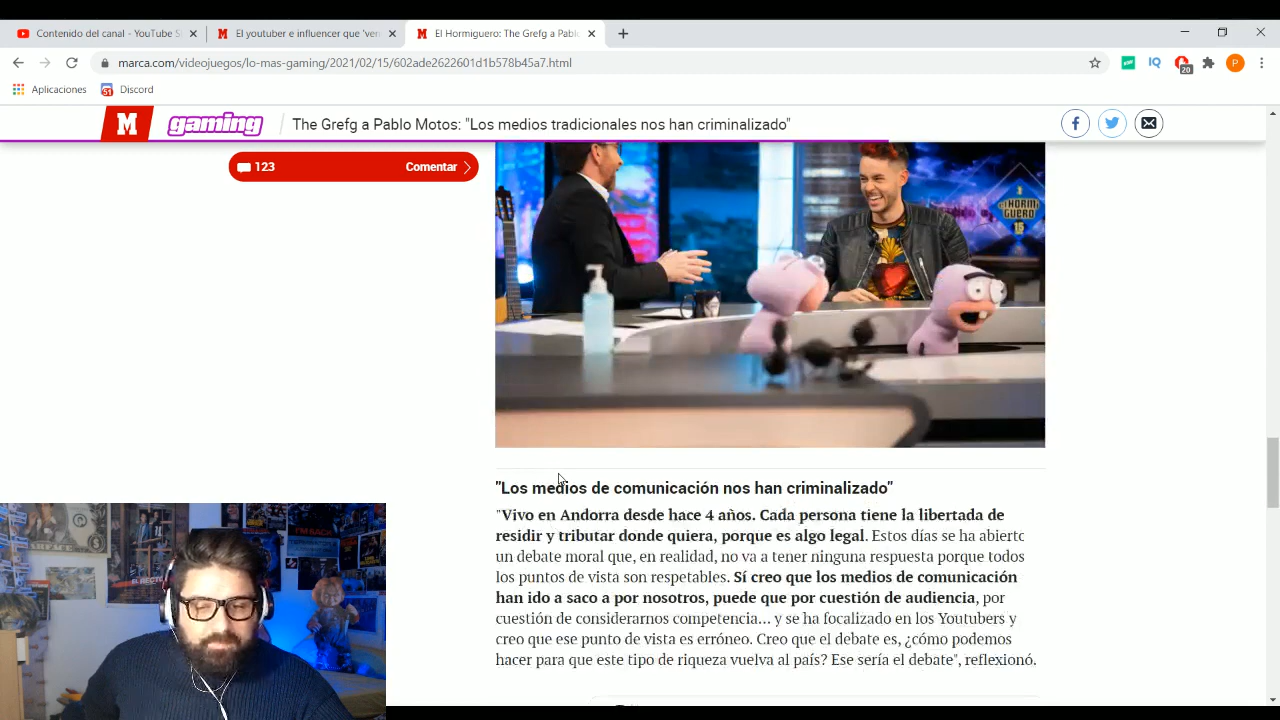 Contenido del canal - YouTube S
El youtuber e influencer que 'ven
El Hormiguero: The Grefg a Pablo
marca.com/videojuegos/lo-mas-gaming/2021/02/15/602ade2622601d1b578b45a7.html
IQ
20
P
Aplicaciones
51
Discord
M
gaming
The Grefg a Pablo Motos: "Los medios tradicionales nos han criminalizado"
123
Comentar
HORMI
GUERO
"Los medios de comunicación nos han criminalizado"
"Vivo en Andorra desde hace 4 años. Cada persona tiene la libertada de
residir y tributar donde quiera, porque es algo legal. Estos días se ha abierto
un debate moral que, en realidad, no va a tener ninguna respuesta porque todos
los puntos de vista son respetables. Sí creo que los medios de comunicación
han ido a saco a por nosotros, puede que por cuestión de audiencia, por
cuestión de considerarnos competencia... y se ha focalizado en los Youtubers y
creo que ese punto de vista es erróneo. Creo que el debate es, ¿cómo podemos
hacer para que este tipo de riqueza vuelva al país? Ese sería el debate", reflexionó.